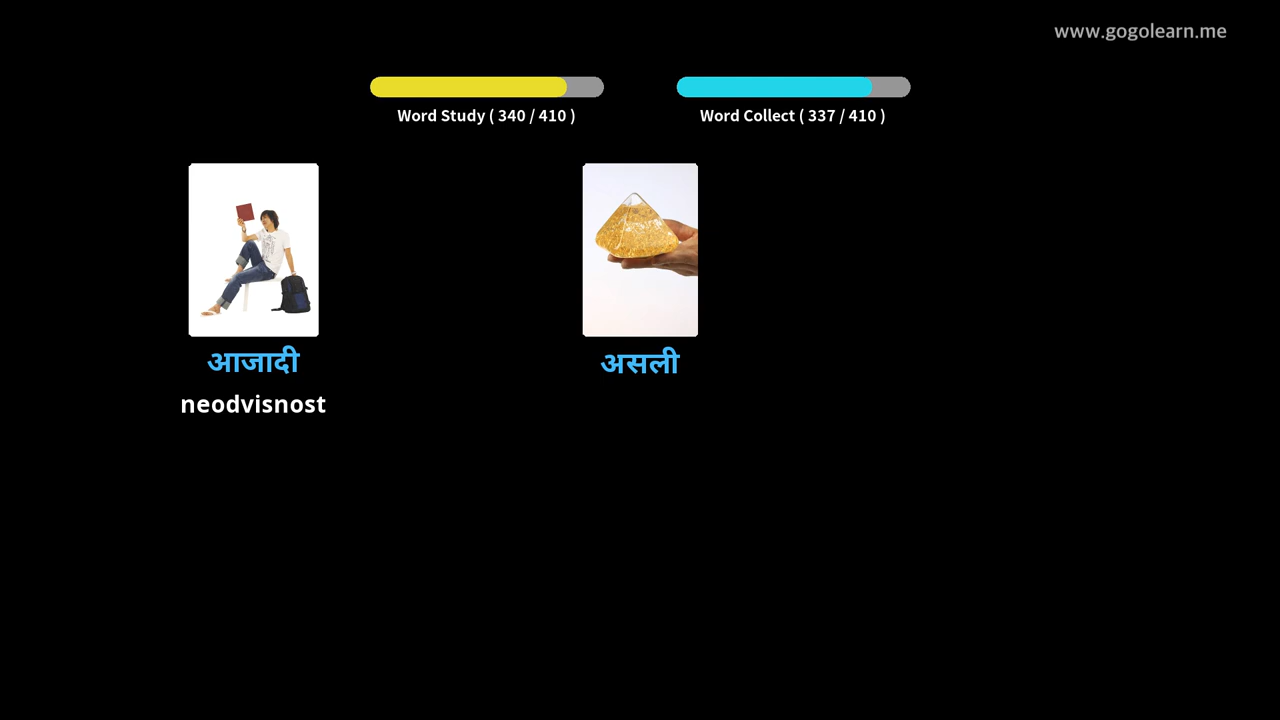 www.gogolearn.me
Word Study ( 340 / 410 )
Word Collect ( 337 / 410 )
आजादी
neodvisnost
असली